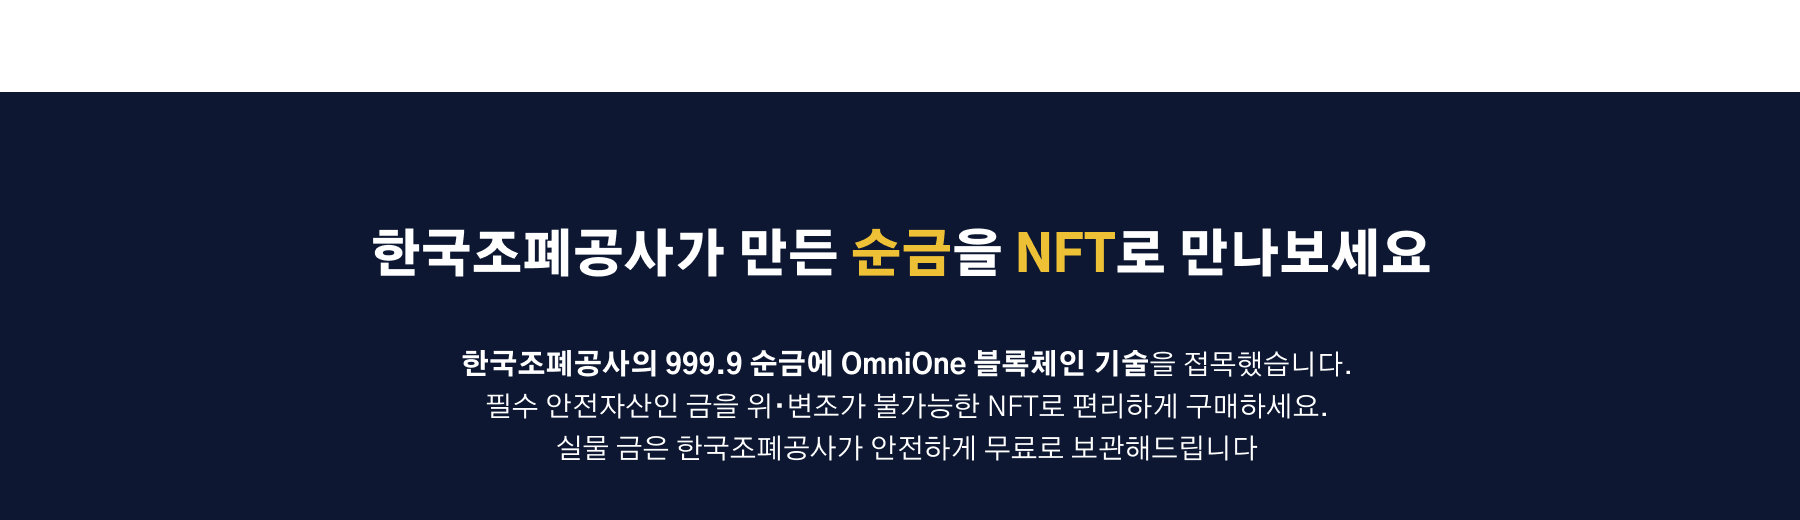 한국조폐공사가 만든 순금을 NFT로 만나보세요
한국조폐공사의 999.9 순금에 OmniOne 블록체인 기술을 접목했습니다.
필수 안전자산인 금을 위·변조가 불가능한 NFT로 편리하게 구매하세요.
실물 금은 한국조폐공사가 안전하게 무료로 보관해드립니다